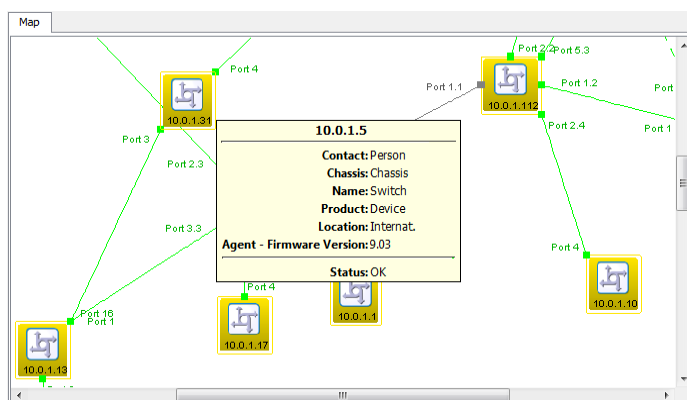 Map
Port 4
Port 2.2
Port 5.3
Port 1.1
Port 1.2
Port
10.0.1.31
10.0.1.112
Port 2.4
Port 1
Port 3
Port 2.3
10.0.1.5
Contact: Person
Chassis: Chassis
Name: Switch
Product: Device
Location: Internat.
Agent - Firmware Version: 9.03
Status: OK
Port 3.3
Port 4
Port 4
10.0.1.10
Port 16
Port 1
10.0.1.1
10.0.1.17
10.0.1.13